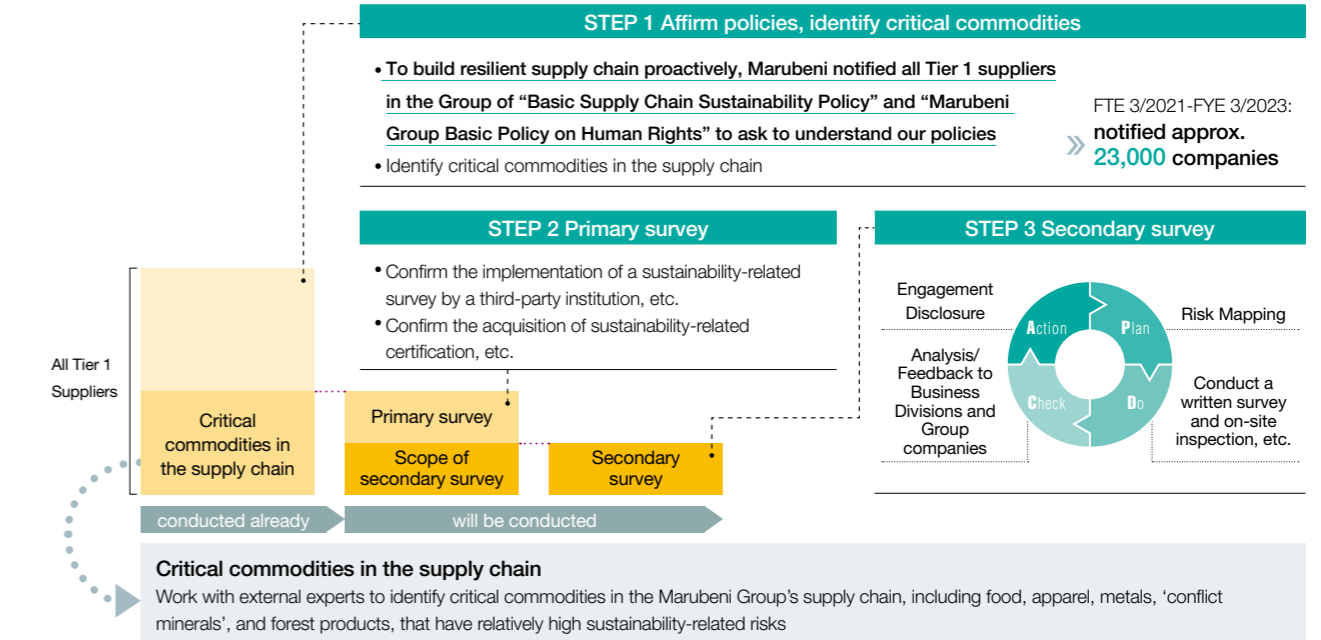 STEP 1 Affirm policies, identify critical commodities
• To build resilient supply chain proactively, Marubeni notified all Tier 1 suppliers
in the Group of “Basic Supply Chain Sustainability Policy” and “Marubeni
Group Basic Policy on Human Rights” to ask to understand our policies
• Identify critical commodities in the supply chain
FTE 3/2021-FYE 3/2023:
notified approx.
23,000 companies
STEP 2 Primary survey
• Confirm the implementation of a sustainability-related
survey by a third-party institution, etc.
• Confirm the acquisition of sustainability-related
certification, etc.
STEP 3 Secondary survey
Engagement
Disclosure
Action
Plan
Risk Mapping
Analysis/
Feedback to
Business
Divisions and
Group
companies
Check
Do
Conduct a
written survey
and on-site
inspection, etc.
All Tier 1
Suppliers
Critical
commodities in
the supply chain
Primary survey
Scope of
secondary survey
Secondary
survey
conducted already
will be conducted
Critical commodities in the supply chain
Work with external experts to identify critical commodities in the Marubeni Group’s supply chain, including food, apparel, metals, ‘conflict
minerals’, and forest products, that have relatively high sustainability-related risks